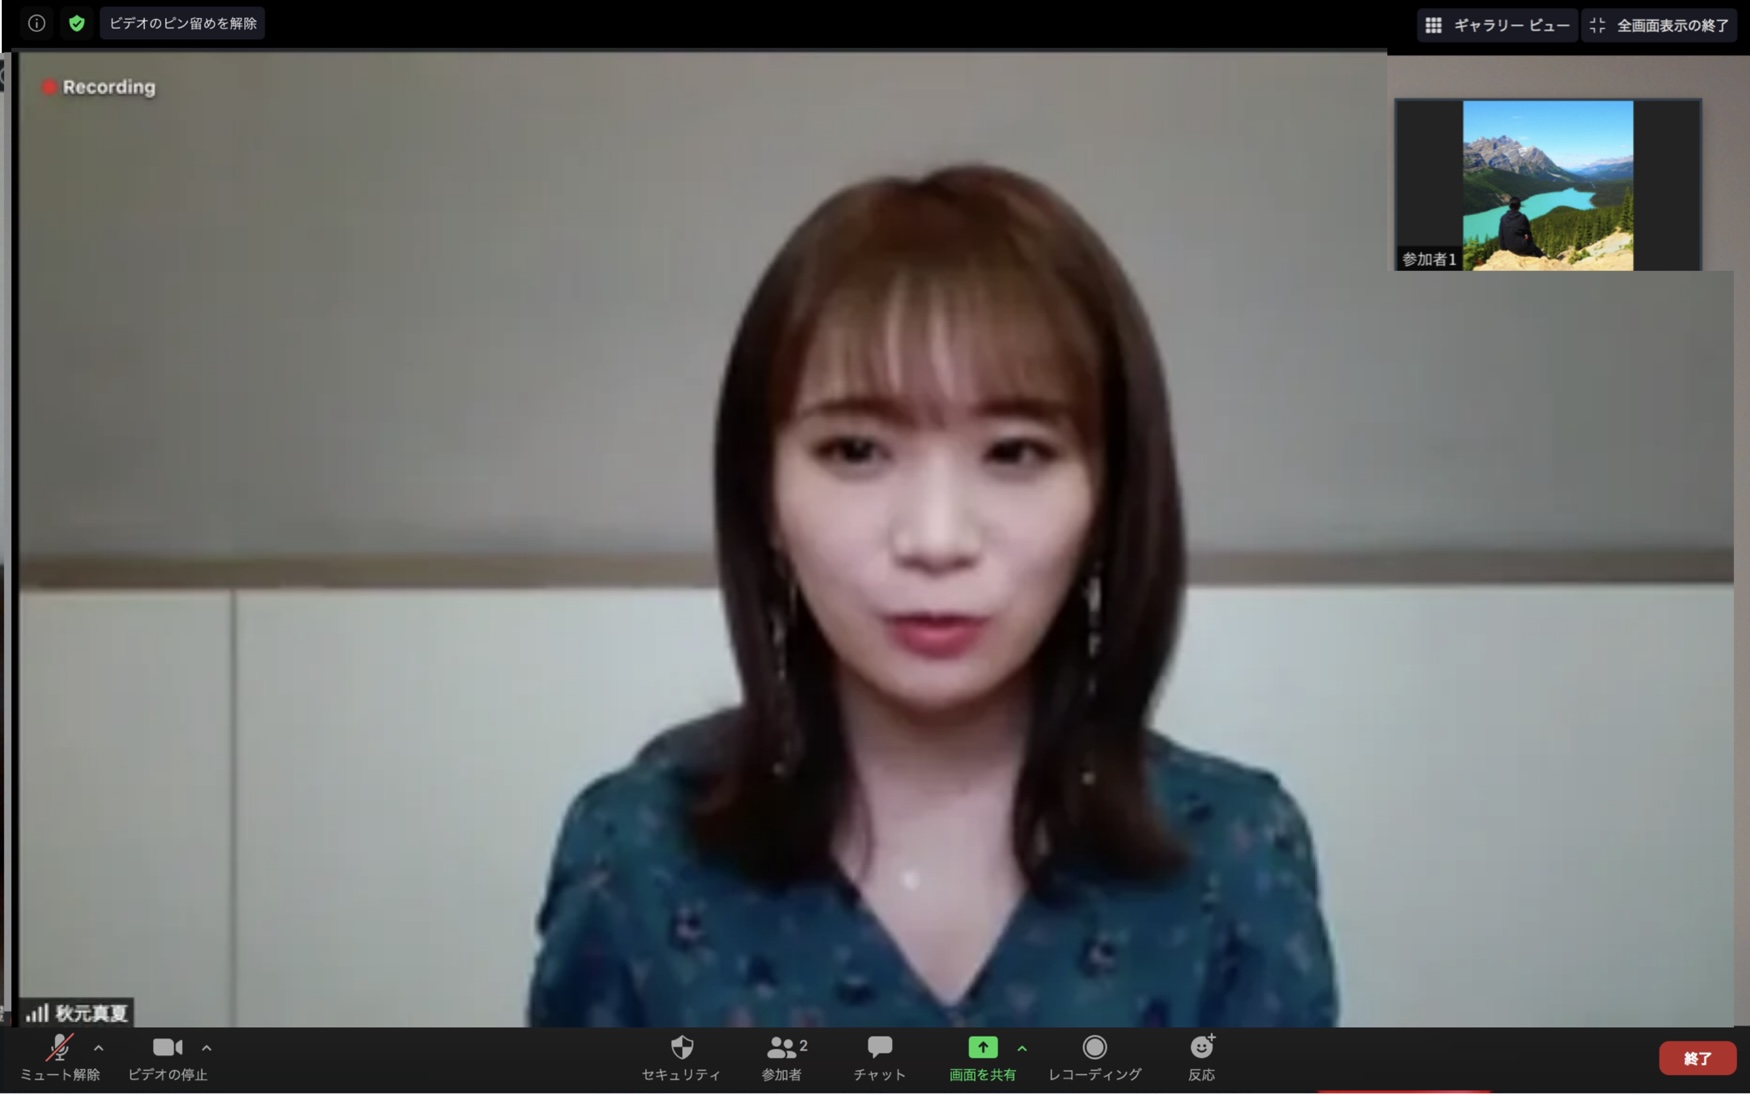 ビデオのピン留めを解除
ギャラリー ビュー
全画面表示の終了
Recording
参加者1
秋元真夏
ミュート解除
ビデオの停止
セキュリティ
2
参加者
チャット
画面を共有
レコーディング
反応
終了